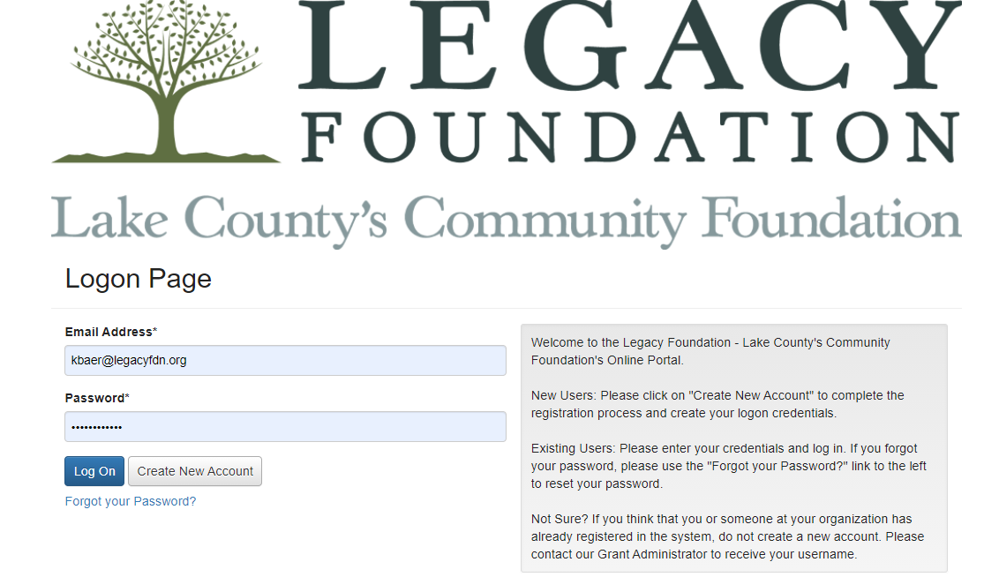 LEGACY
FOUNDATION
Lake County's Community Foundation
Logon Page
Email Address*
kbaer@legacyfdn.org
Password*
••••••••••••
Log On
Create New Account
Forgot your Password?
Welcome to the Legacy Foundation - Lake County's Community
Foundation's Online Portal.
New Users: Please click on "Create New Account" to complete the
registration process and create your logon credentials.
Existing Users: Please enter your credentials and log in. If you forgot
your password, please use the "Forgot your Password?" link to the left
to reset your password.
Not Sure? If you think that you or someone at your organization has
already registered in the system, do not create a new account. Please
contact our Grant Administrator to receive your username.